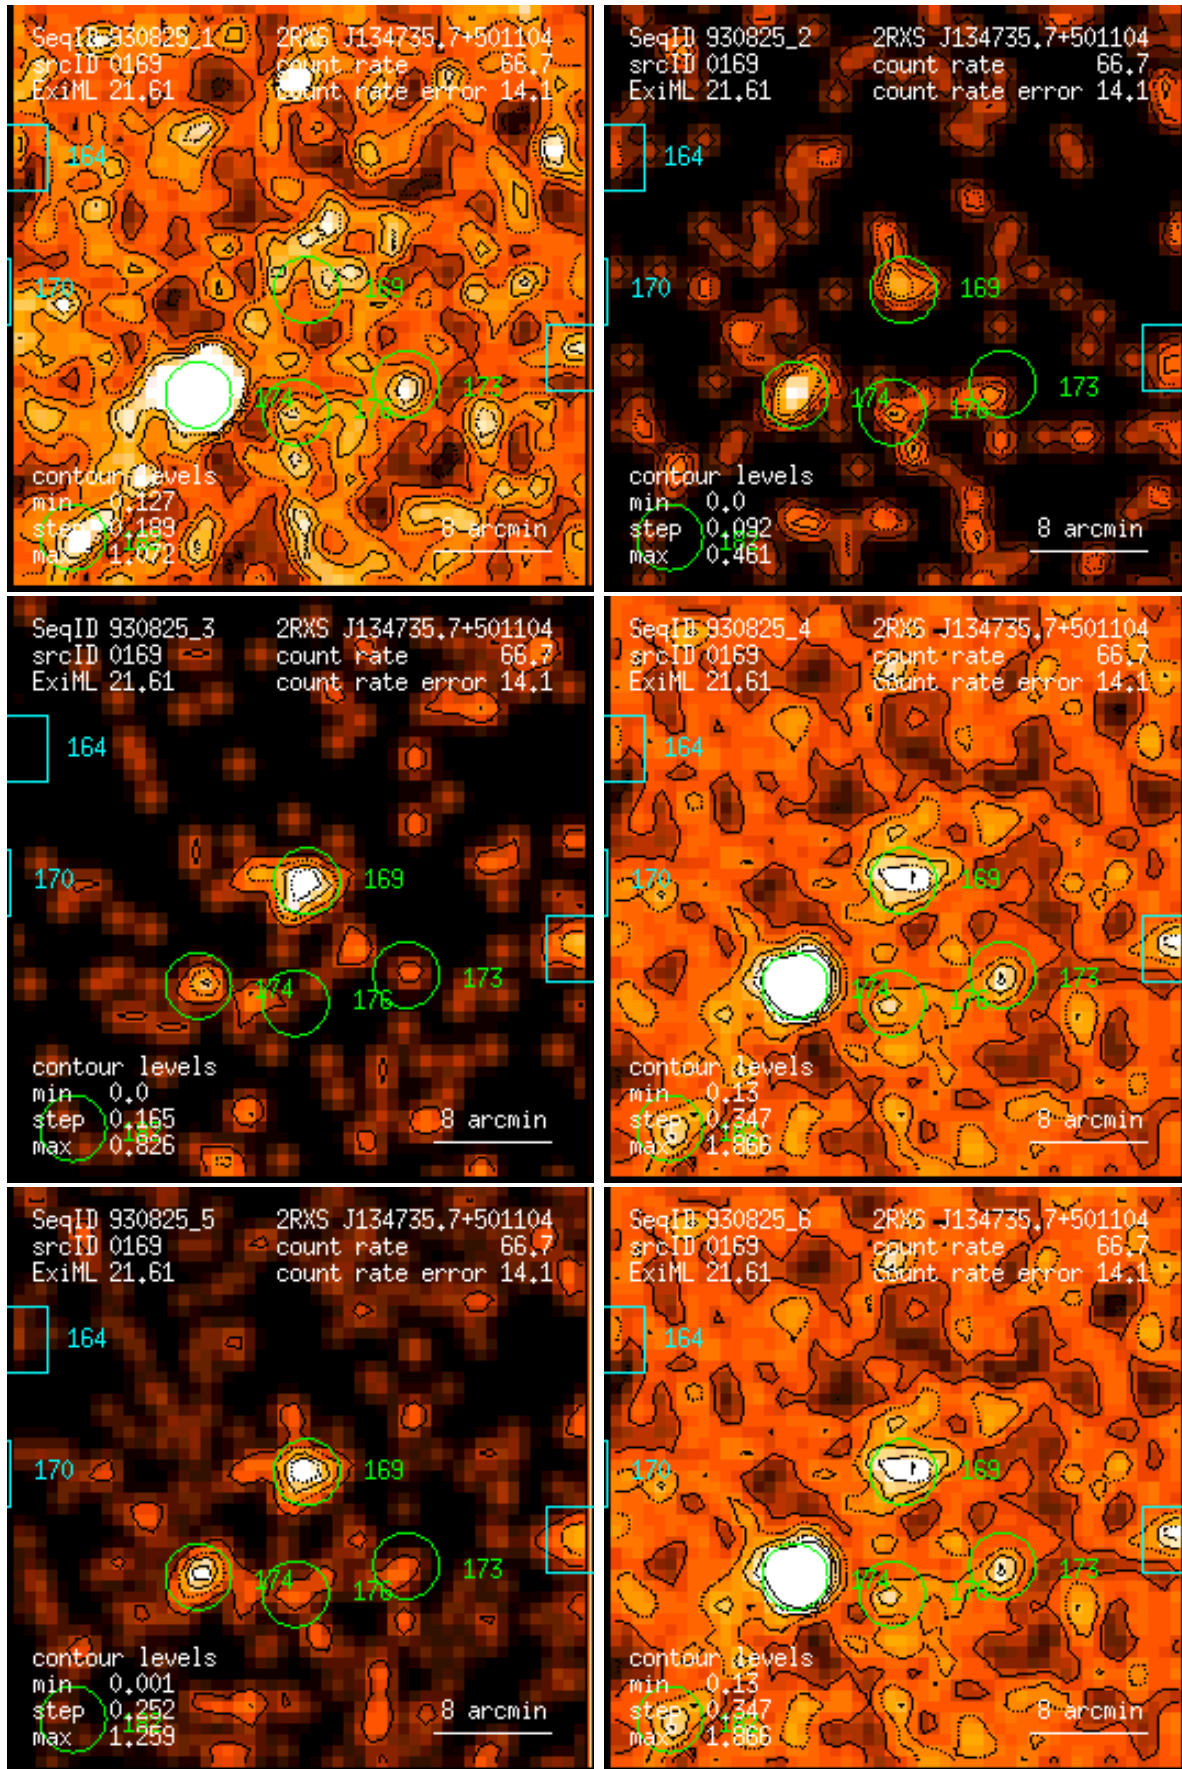 SeqID 930825_1 2RXS J134735.7+501104
srcID 0169 count rate 66.7
ExiML 21.61 count rate error 14.1
164
170 169
174 176 173
contour levels
min 0.127
step 0.189
max 1.072
8 arcmin
SeqID 930825_2 2RXS J134735.7+501104
srcID 0169 count rate 66.7
ExiML 21.61 count rate error 14.1
164
170 169
174 176 173
contour levels
min 0.0
step 0.092
max 0.461
8 arcmin
SeqID 930825_3 2RXS J134735.7+501104
srcID 0169 count rate 66.7
ExiML 21.61 count rate error 14.1
164
170 169
174 176 173
contour levels
min 0.0
step 0.165
max 0.826
8 arcmin
SeqID 930825_4 2RXS J134735.7+501104
srcID 0169 count rate 66.7
ExiML 21.61 count rate error 14.1
164
170 169
174 176 173
contour levels
min 0.13
step 0.347
max 1.866
8 arcmin
SeqID 930825_5 2RXS J134735.7+501104
srcID 0169 count rate 66.7
ExiML 21.61 count rate error 14.1
164
170 169
174 176 173
contour levels
min 0.001
step 0.252
max 1.259
8 arcmin
SeqID 930825_6 2RXS J134735.7+501104
srcID 0169 count rate 66.7
ExiML 21.61 count rate error 14.1
164
170 169
174 176 173
contour levels
min 0.13
step 0.347
max 1.866
8 arcmin